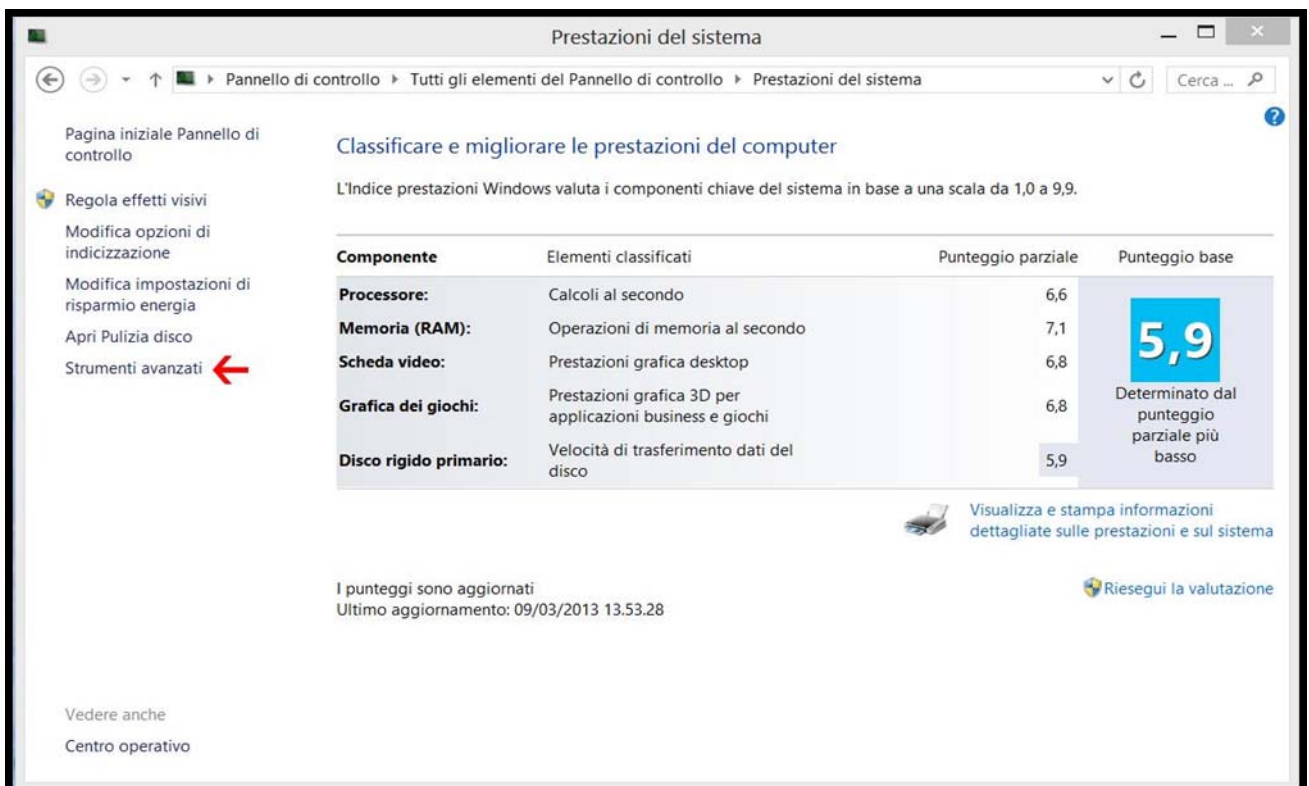 Prestazioni del sistema
Pannello di controllo Tutti gli elementi del Pannello di controllo Prestazioni del sistema
Cerca ...
Pagina iniziale Pannello di
controllo
Regola effetti visivi
Modifica opzioni di
indicizzazione
Modifica impostazioni di
risparmio energia
Apri Pulizia disco
Strumenti avanzati
Vedere anche
Centro operativo
Classificare e migliorare le prestazioni del computer
L'Indice prestazioni Windows valuta i componenti chiave del sistema in base a una scala da 1,0 a 9,9.
Componente Elementi classificati Punteggio parziale Punteggio base
Processore: Calcoli al secondo 6,6
Memoria (RAM): Operazioni di memoria al secondo 7,1
Scheda video: Prestazioni grafica desktop 6,8
Grafica dei giochi: Prestazioni grafica 3D per
applicazioni business e giochi 6,8
Disco rigido primario: Velocità di trasferimento dati del
disco 5,9
5,9
Determinato dal
punteggio
parziale più
basso
Visualizza e stampa informazioni
dettagliate sulle prestazioni e sul sistema
I punteggi sono aggiornati
Ultimo aggiornamento: 09/03/2013 13.53.28
Riesegui la valutazione